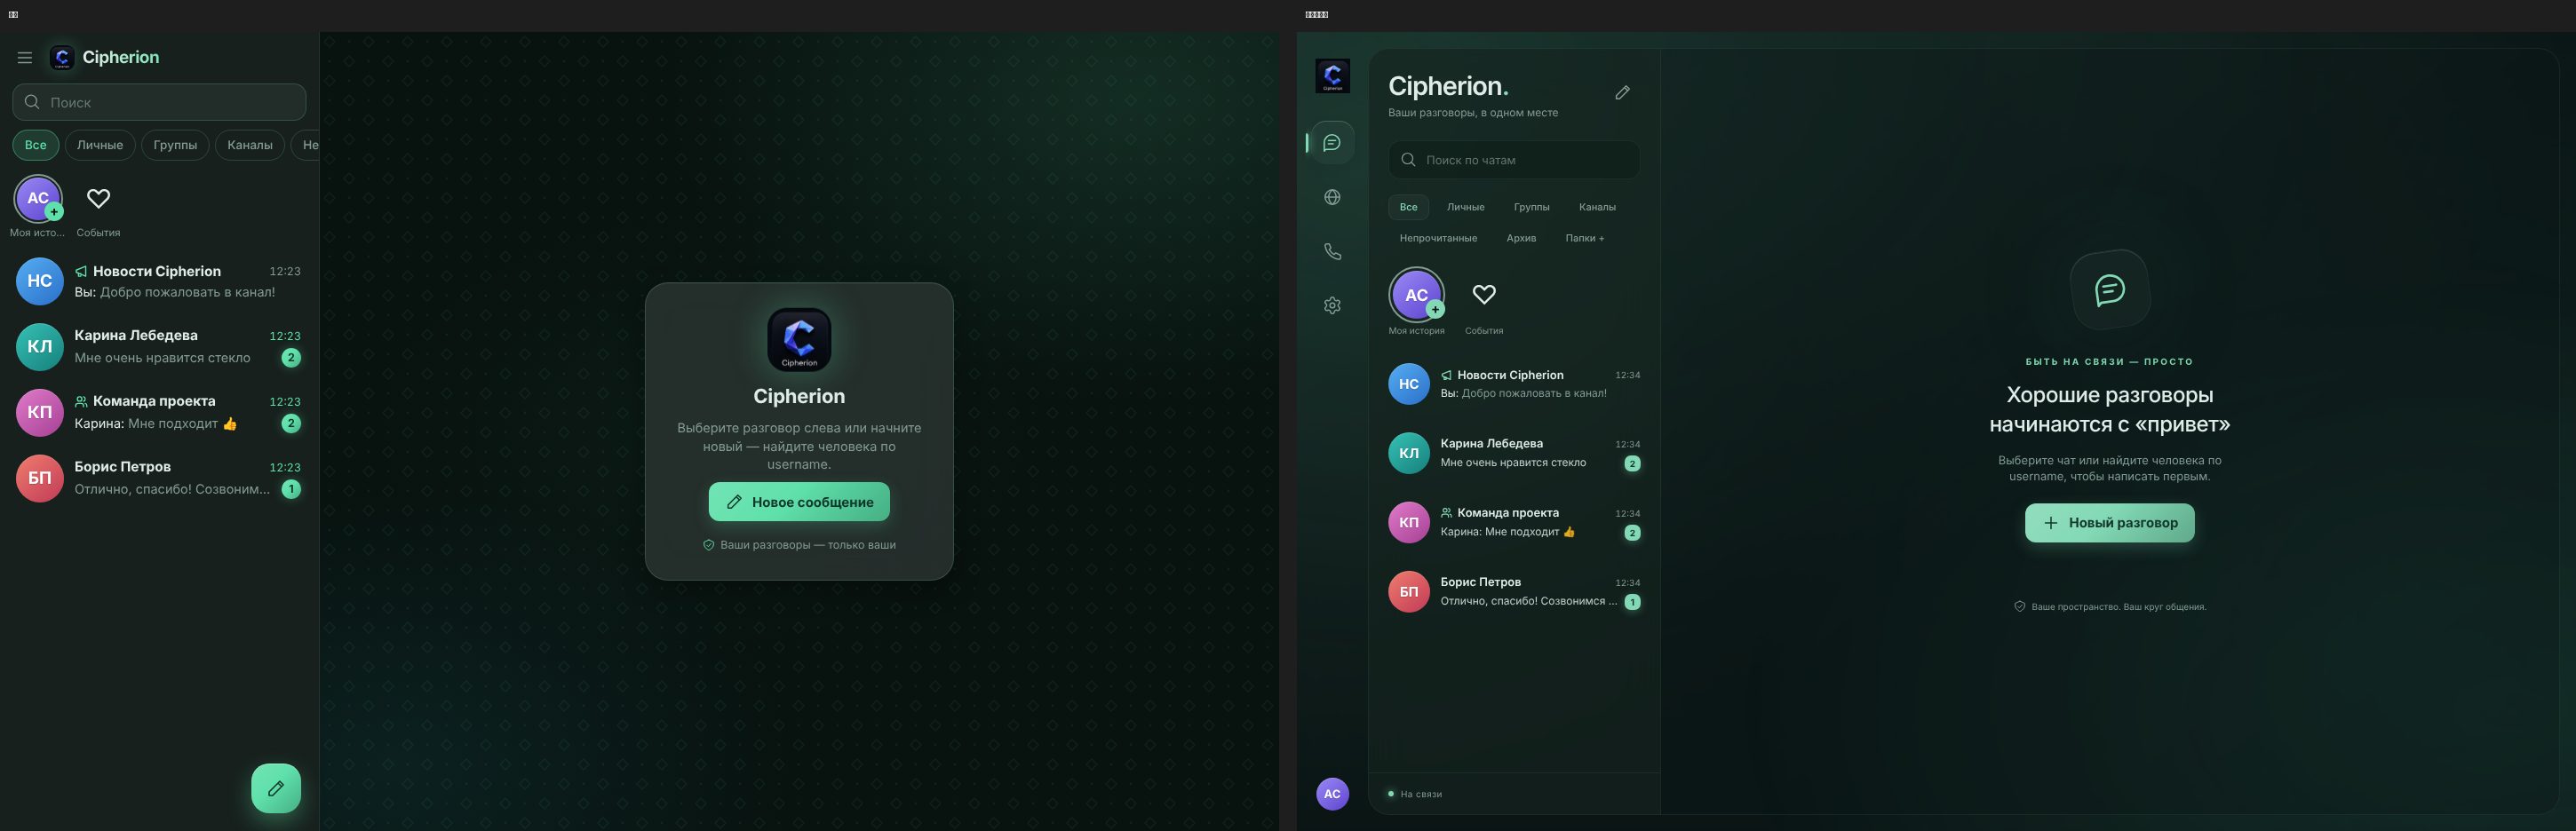 Cipherion
Поиск
Все
Личные
Группы
Каналы
Не
АС
+
Моя исто...
События
НС
Новости Cipherion
12:23
Вы: Добро пожаловать в канал!
КЛ
Карина Лебедева
12:23
Мне очень нравится стекло
2
КП
Команда проекта
12:23
Карина: Мне подходит 👍
2
БП
Борис Петров
12:23
Отлично, спасибо! Созвоним...
1
Cipherion
Cipherion
Выберите разговор слева или начните
новый — найдите человека по
username.
Новое сообщение
Ваши разговоры — только ваши
Cipherion
Cipherion.
Ваши разговоры, в одном месте
Поиск по чатам
Все
Личные
Группы
Каналы
Непрочитанные
Архив
Папки +
АС
+
Моя история
События
НС
Новости Cipherion
12:34
Вы: Добро пожаловать в канал!
КЛ
Карина Лебедева
12:34
Мне очень нравится стекло
2
КП
Команда проекта
12:34
Карина: Мне подходит 👍
2
БП
Борис Петров
12:34
Отлично, спасибо! Созвонимся ...
1
АС
На связи
БЫТЬ НА СВЯЗИ — ПРОСТО
Хорошие разговоры
начинаются с «привет»
Выберите чат или найдите человека по
username, чтобы написать первым.
Новый разговор
Ваше пространство. Ваш круг общения.